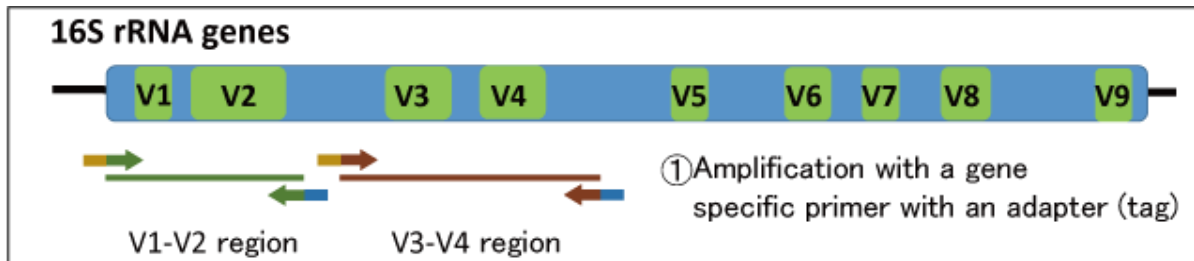 16S rRNA genes
V1 V2 V3 V4 V5 V6 V7 V8 V9
①Amplification with a gene
specific primer with an adapter (tag)
V1-V2 region V3-V4 region